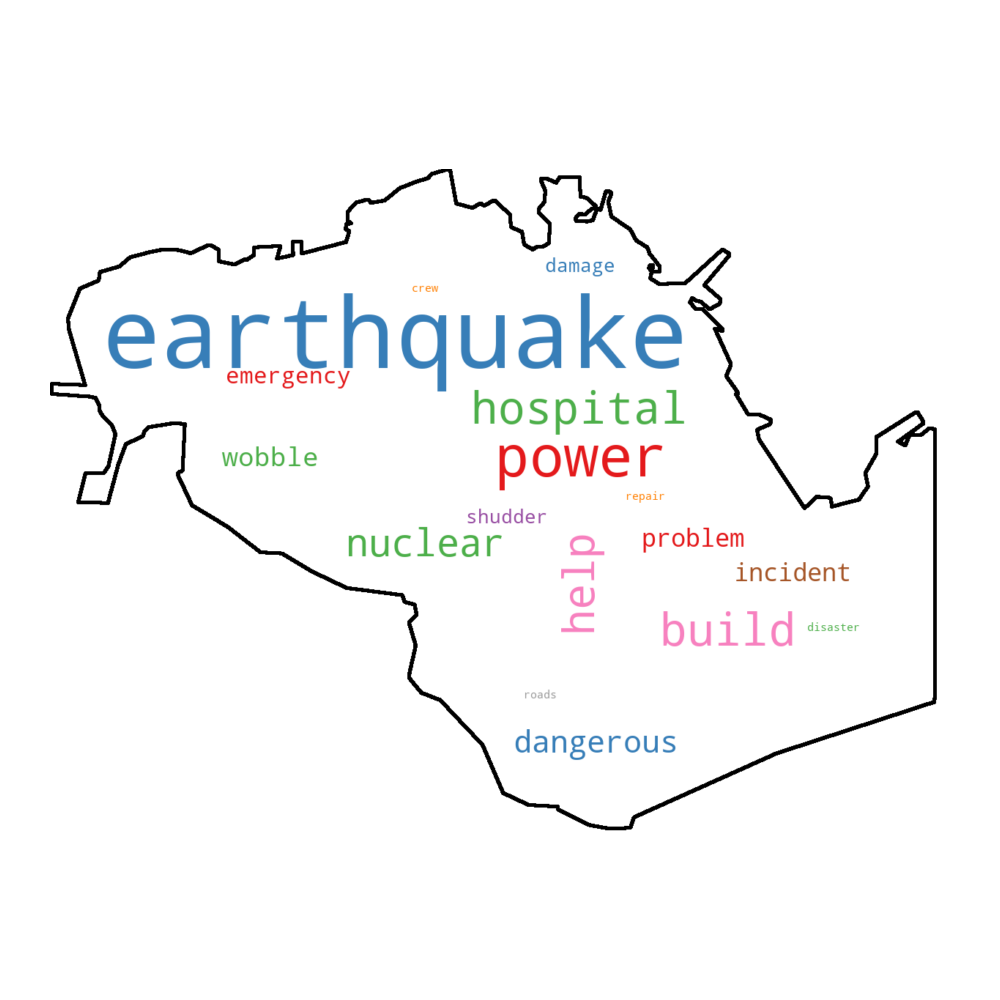 damage
crew
earthquake
emergency
hospital
wobble
power
repair
shudder
nuclear
problem
help
incident
build
disaster
roads
dangerous